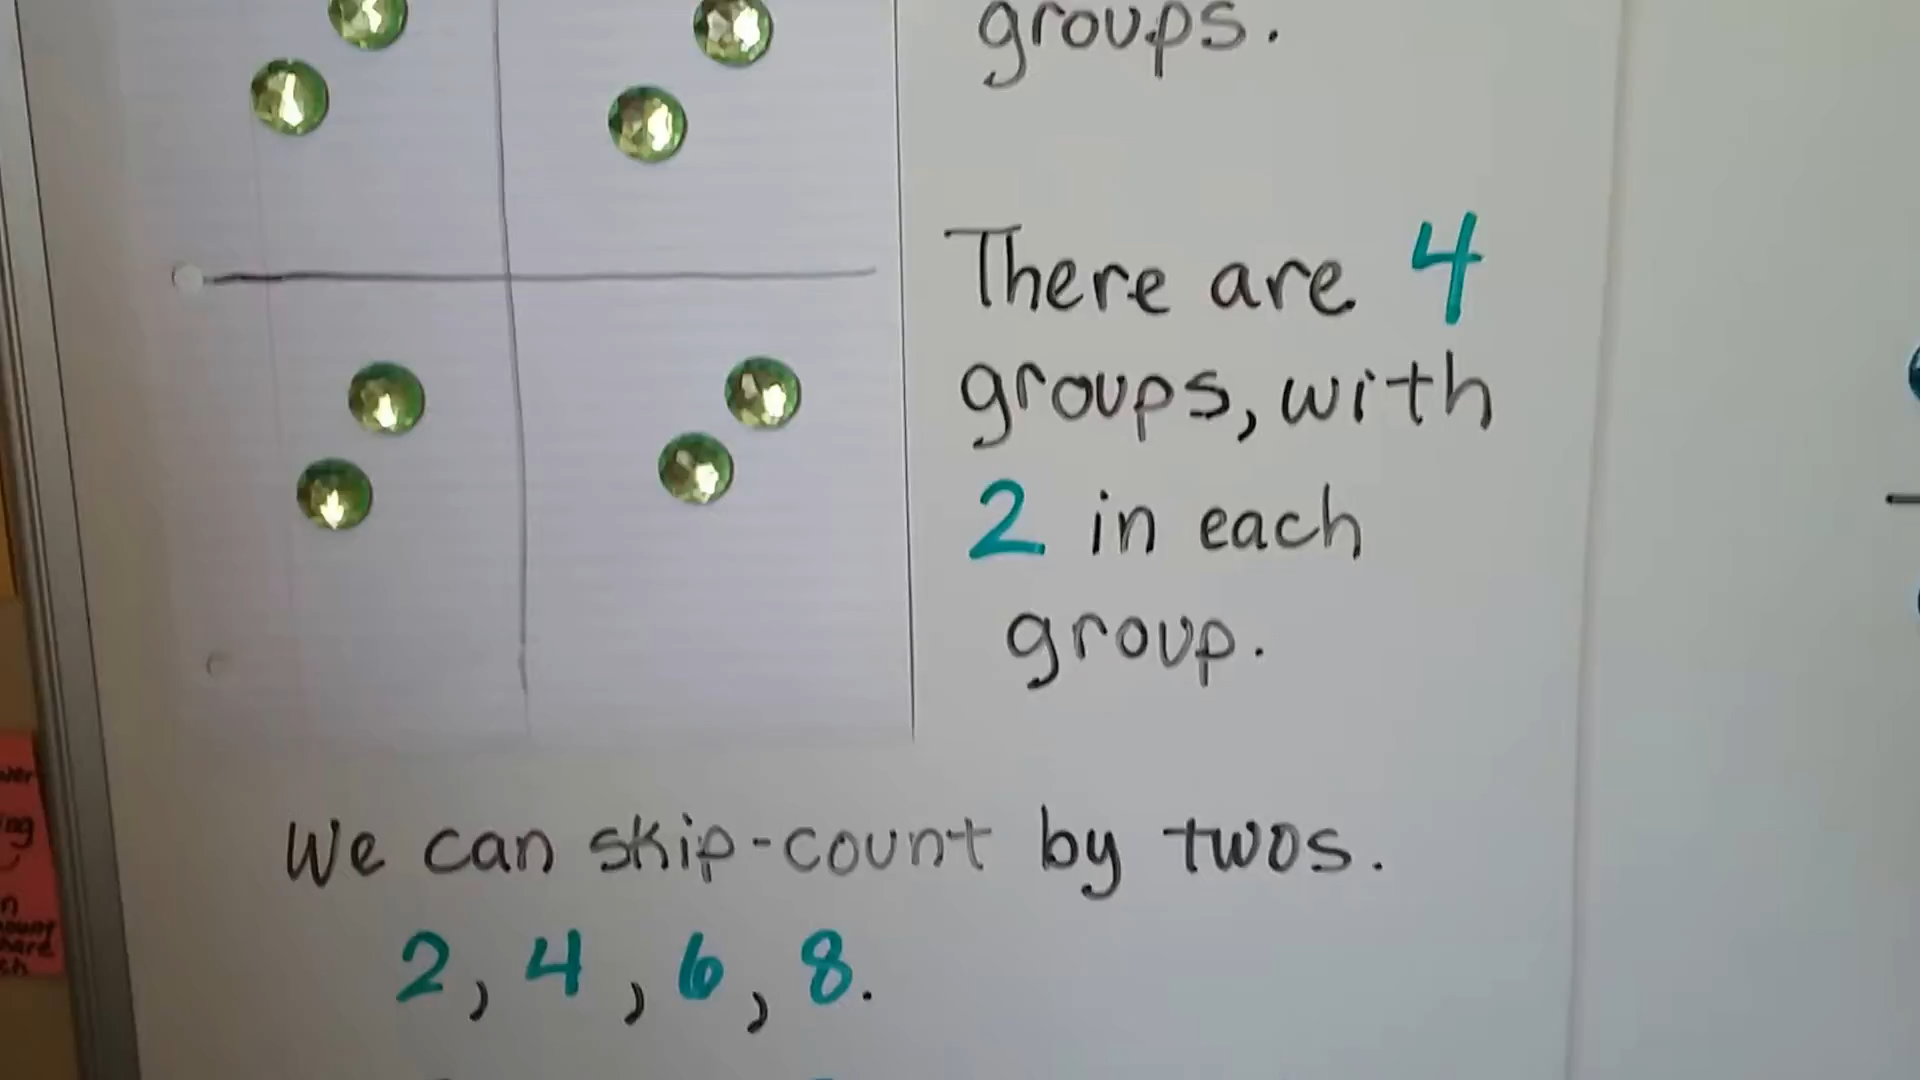 groups.
There are 4
groups, with
2 in each
group.
We can skip-count by twos.
2, 4, 6, 8.